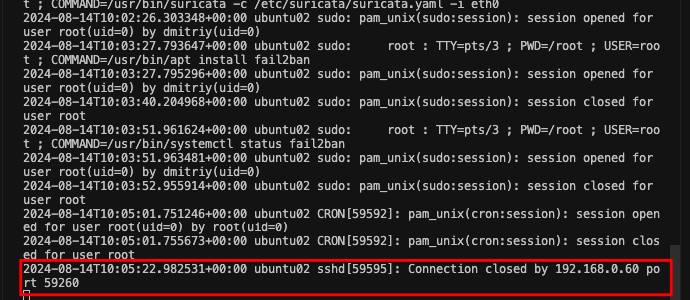 t ; COMMAND=/usr/bin/suricata -c /etc/suricata/suricata.yaml -i eth0
2024-08-14T10:02:26.303348+00:00 ubuntu02 sudo: pam_unix(sudo:session): session opened for
user root(uid=0) by dmitriy(uid=0)
2024-08-14T10:03:27.793647+00:00 ubuntu02 sudo:     root : TTY=pts/3 ; PWD=/root ; USER=roo
t ; COMMAND=/usr/bin/apt install fail2ban
2024-08-14T10:03:27.795296+00:00 ubuntu02 sudo: pam_unix(sudo:session): session opened for
user root(uid=0) by dmitriy(uid=0)
2024-08-14T10:03:40.204968+00:00 ubuntu02 sudo: pam_unix(sudo:session): session closed for
user root
2024-08-14T10:03:51.961624+00:00 ubuntu02 sudo:     root : TTY=pts/3 ; PWD=/root ; USER=roo
t ; COMMAND=/usr/bin/systemctl status fail2ban
2024-08-14T10:03:51.963481+00:00 ubuntu02 sudo: pam_unix(sudo:session): session opened for
user root(uid=0) by dmitriy(uid=0)
2024-08-14T10:03:52.955914+00:00 ubuntu02 sudo: pam_unix(sudo:session): session closed for
user root
2024-08-14T10:05:01.751246+00:00 ubuntu02 CRON[59592]: pam_unix(cron:session): session open
ed for user root(uid=0) by root(uid=0)
2024-08-14T10:05:01.755673+00:00 ubuntu02 CRON[59592]: pam_unix(cron:session): session clos
ed for user root
2024-08-14T10:05:22.982531+00:00 ubuntu02 sshd[59595]: Connection closed by 192.168.0.60 po
rt 59260